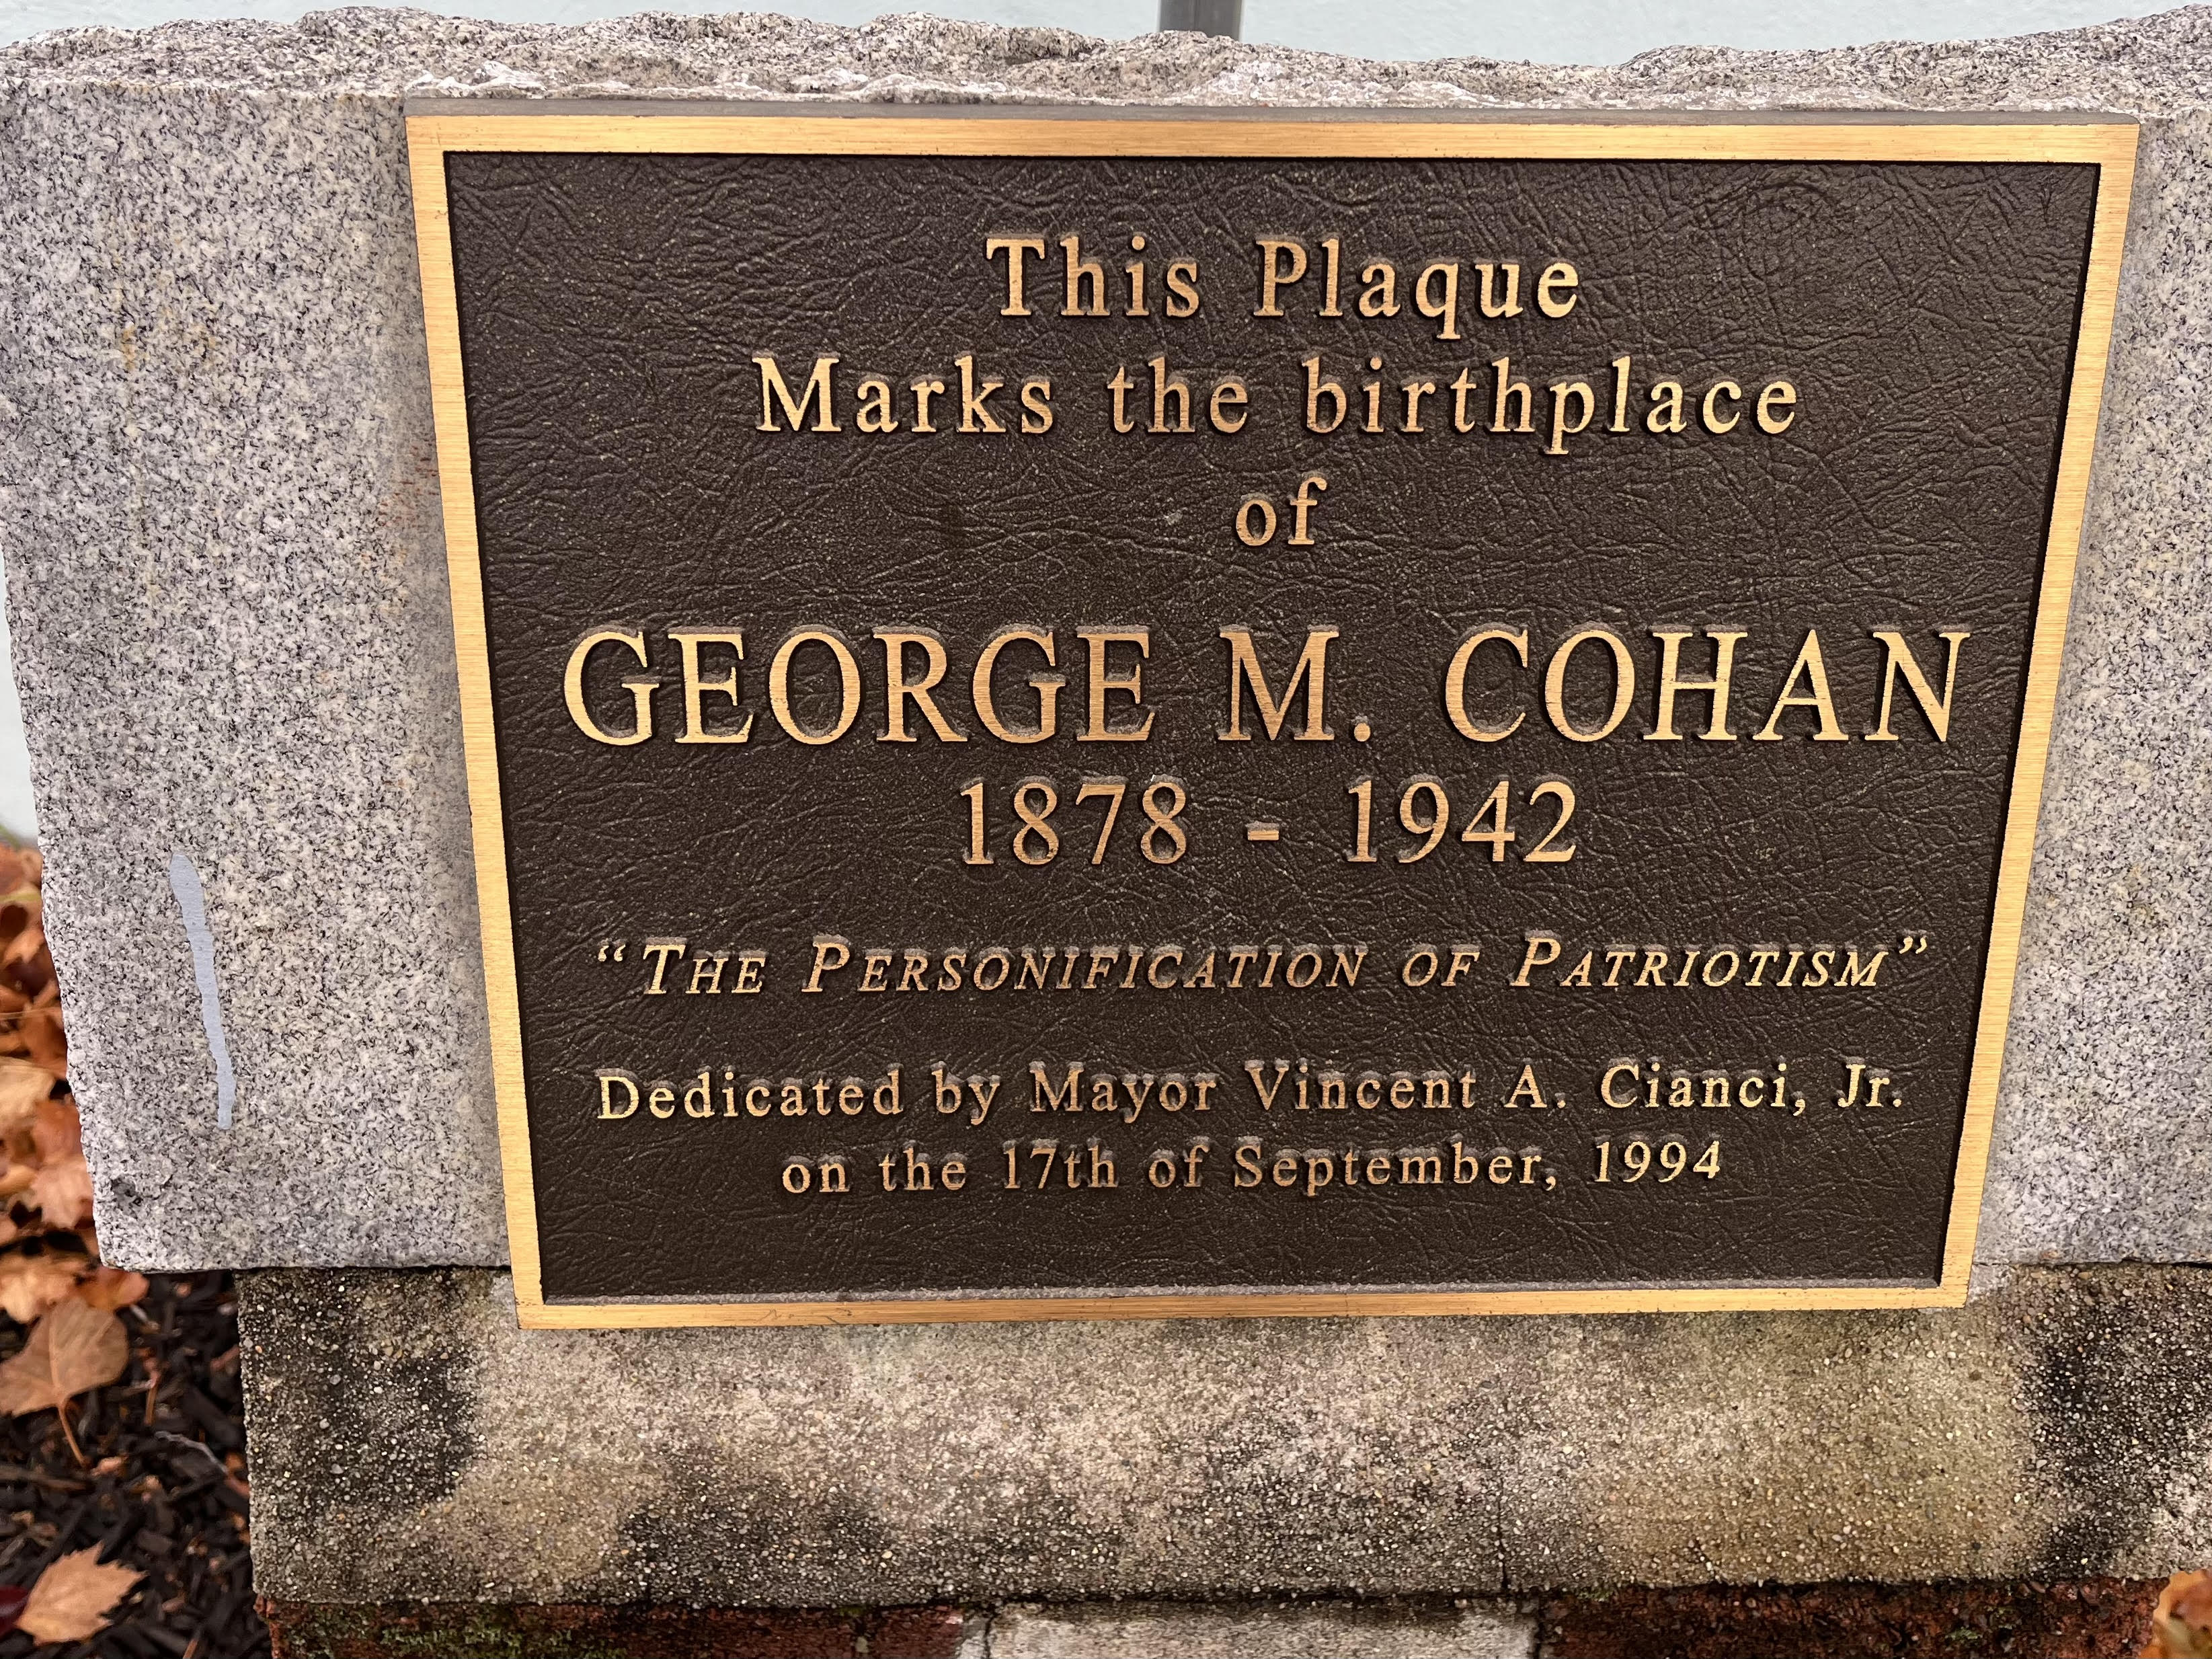 This Plaque
Marks the birthplace
of
GEORGE M. COHAN
1878 - 1942
“THE PERSONIFICATION OF PATRIOTISM”
Dedicated by Mayor Vincent A. Cianci, Jr.
on the 17th of September, 1994